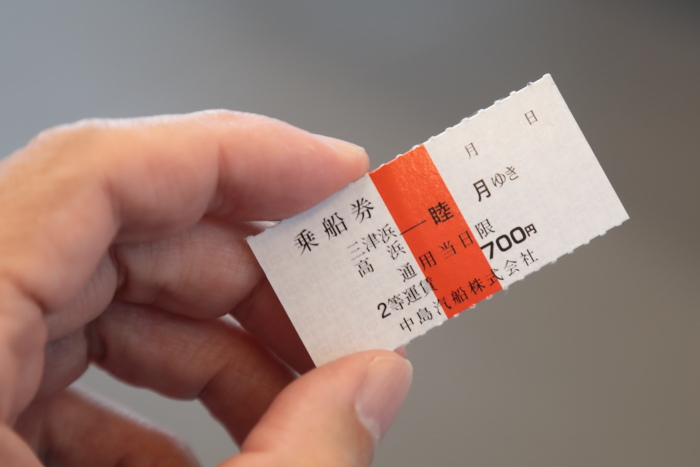 月 日
乗船券
三津浜
高浜
― 睦月ゆき
通用当日限
2等運賃 700円
中島汽船株式会社